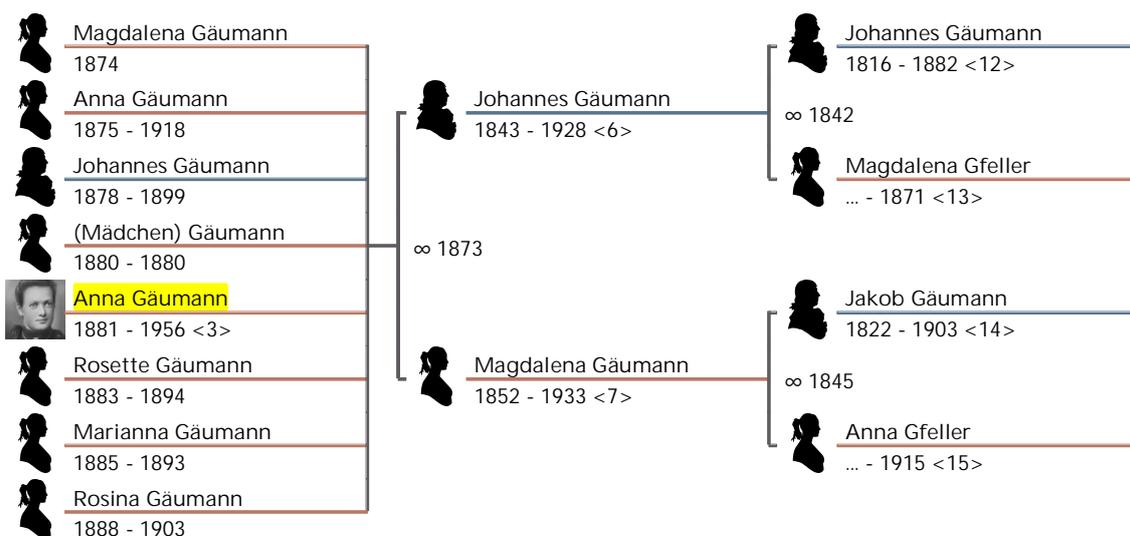 Magdalena Gäumann
1874
Anna Gäumann
1875 - 1918
Johannes Gäumann
1878 - 1899
(Mädchen) Gäumann
1880 - 1880
Anna Gäumann
1881 - 1956 <3>
Rosette Gäumann
1883 - 1894
Marianna Gäumann
1885 - 1893
Rosina Gäumann
1888 - 1903
Johannes Gäumann
1843 - 1928 <6>
∞ 1873
Magdalena Gäumann
1852 - 1933 <7>
Johannes Gäumann
1816 - 1882 <12>
∞ 1842
Magdalena Gfeller
... - 1871 <13>
Jakob Gäumann
1822 - 1903 <14>
∞ 1845
Anna Gfeller
... - 1915 <15>